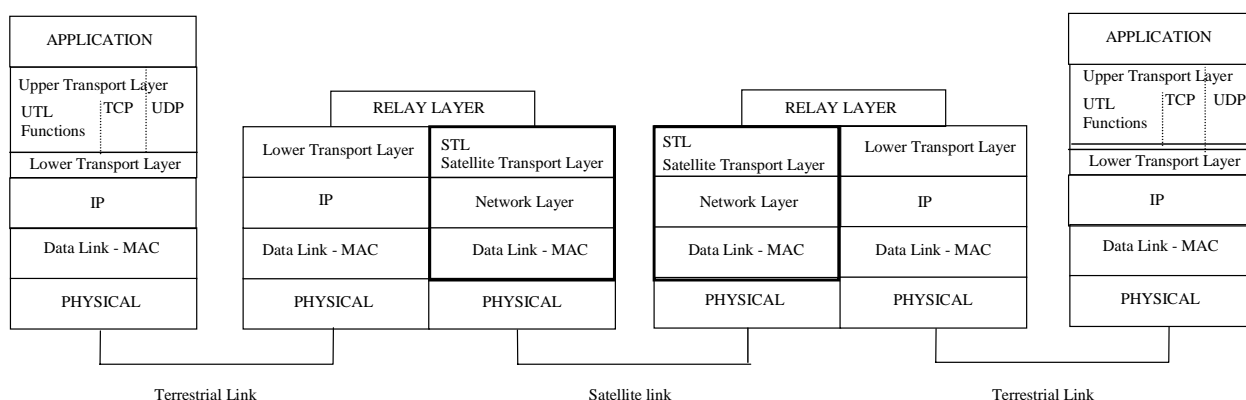 APPLICATION
Upper Transport Layer
UTL TCP UDP
Functions
Lower Transport Layer
IP
Data Link - MAC
PHYSICAL
RELAY LAYER
Lower Transport Layer
IP
Data Link - MAC
PHYSICAL
STL
Satellite Transport Layer
Network Layer
Data Link - MAC
PHYSICAL
RELAY LAYER
STL
Satellite Transport Layer
Network Layer
Data Link - MAC
PHYSICAL
Lower Transport Layer
IP
Data Link - MAC
PHYSICAL
APPLICATION
Upper Transport Layer
UTL TCP UDP
Functions
Lower Transport Layer
IP
Data Link - MAC
PHYSICAL
Terrestrial Link
Satellite link
Terrestrial Link